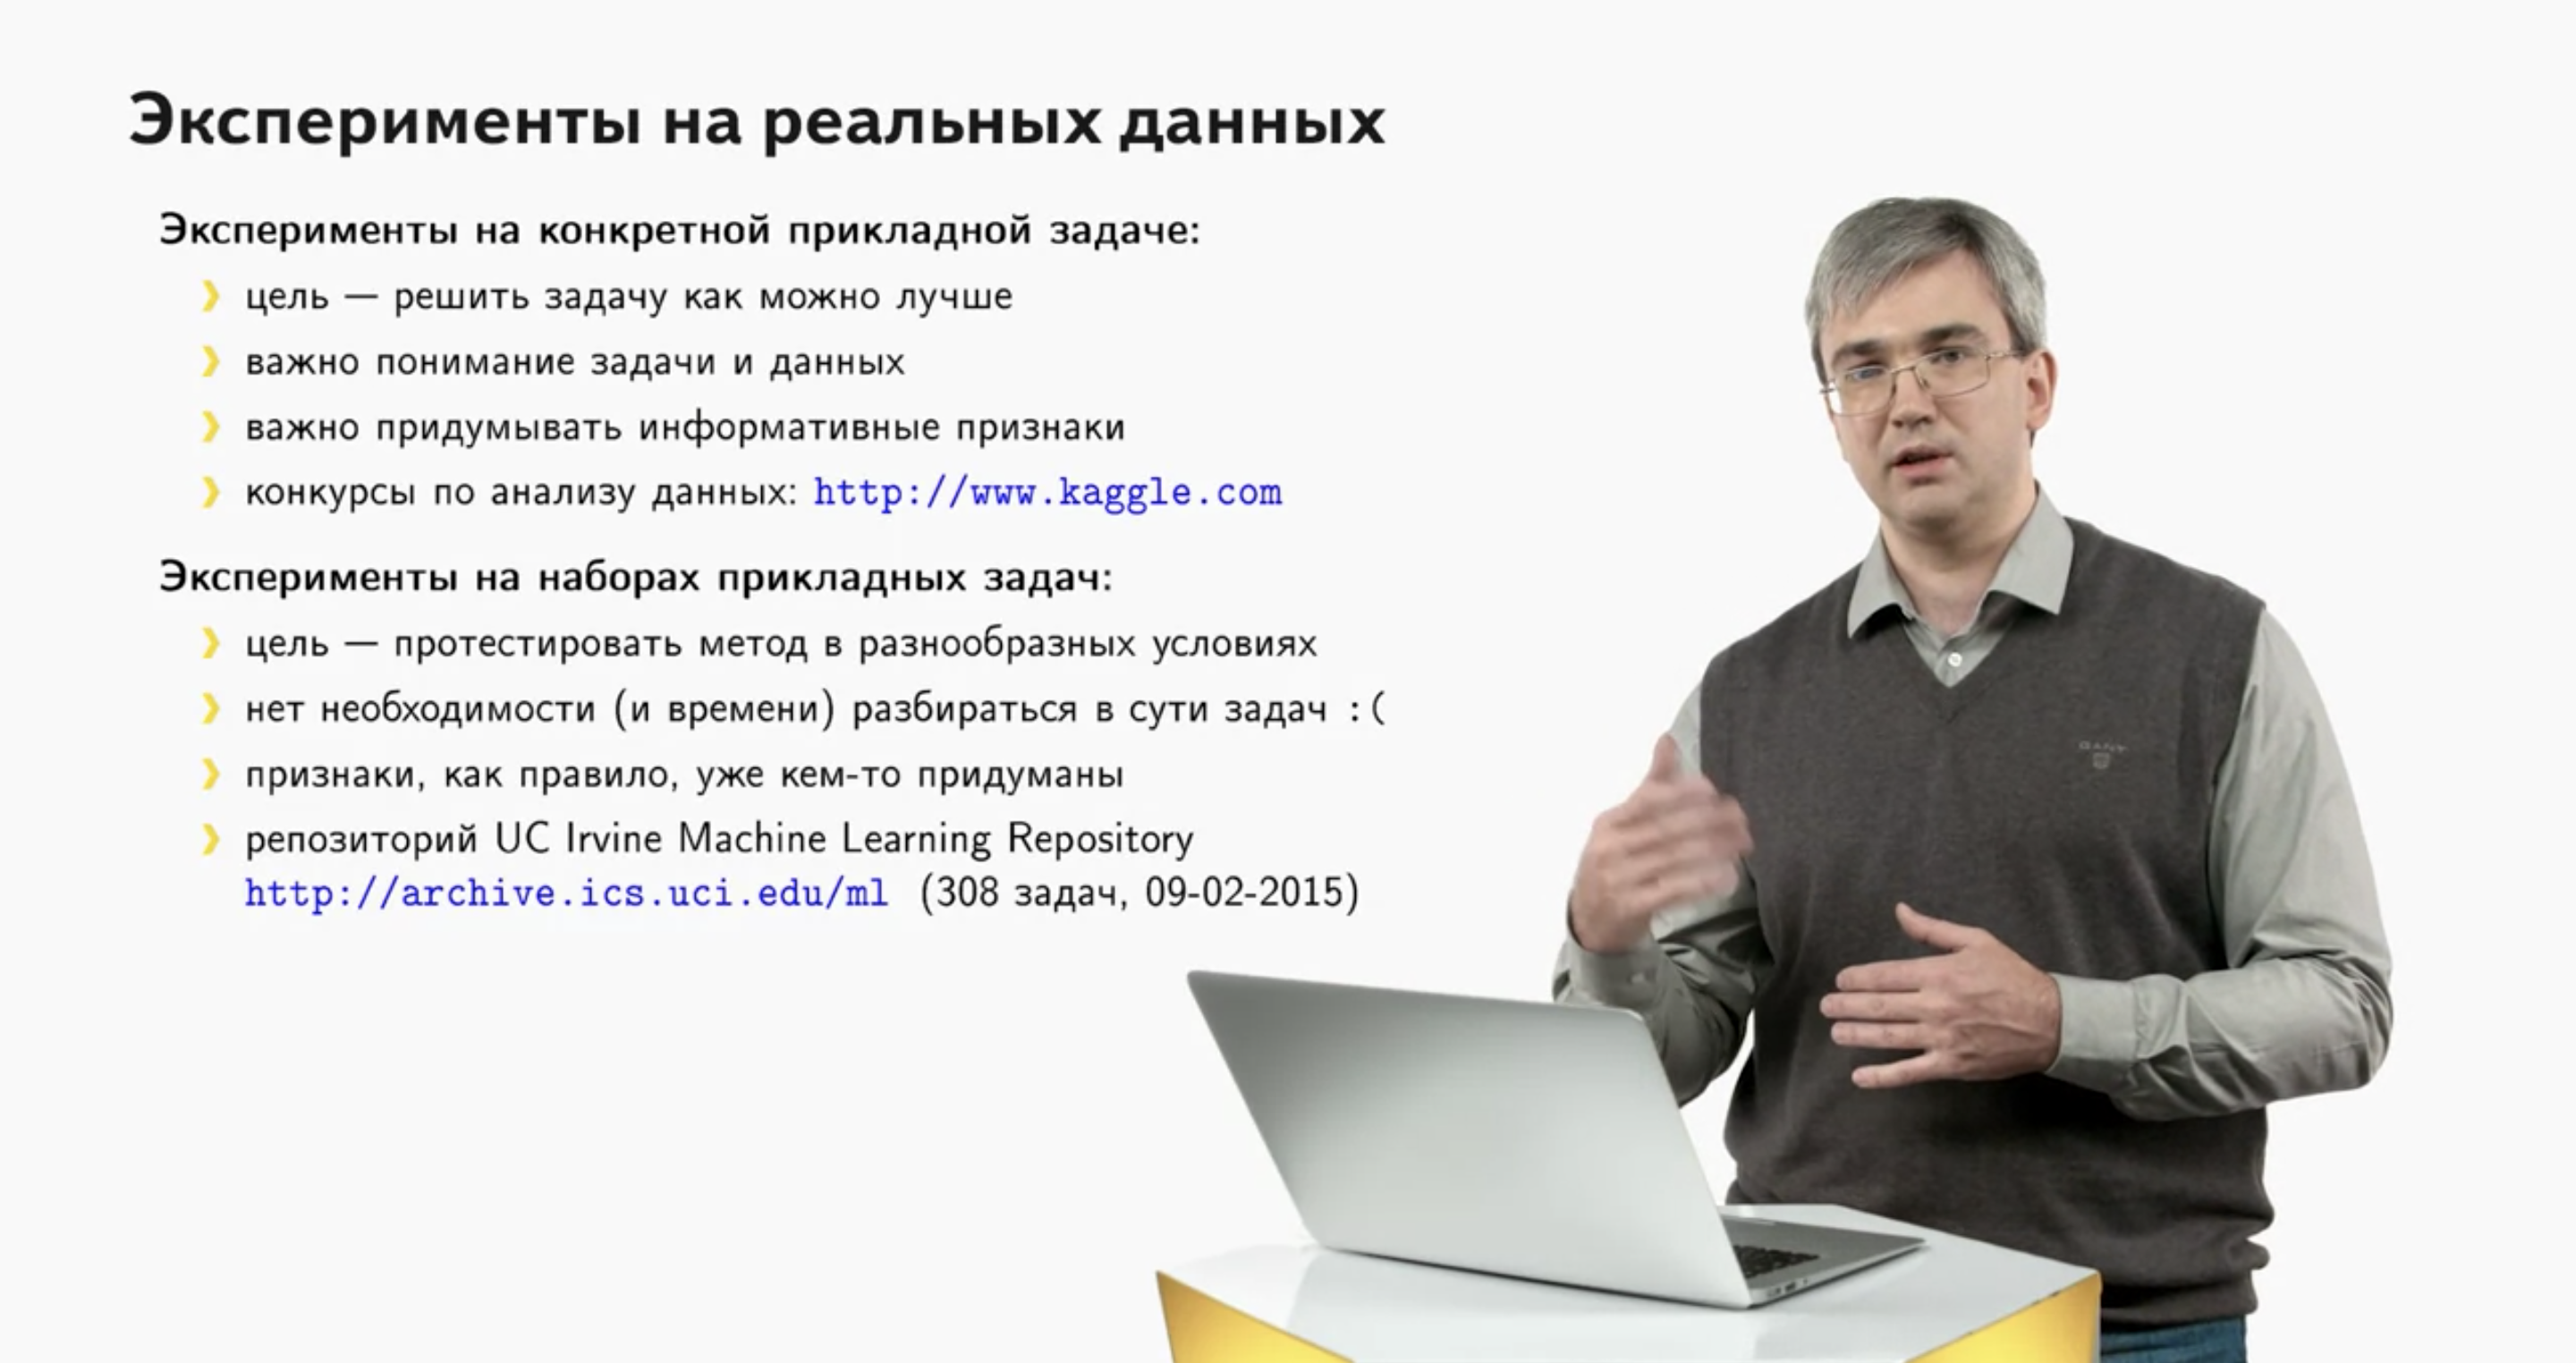 Эксперименты на реальных данных
Эксперименты на конкретной прикладной задаче:
цель — решить задачу как можно лучше
важно понимание задачи и данных
важно придумывать информативные признаки
конкурсы по анализу данных: http://www.kaggle.com
Эксперименты на наборах прикладных задач:
цель — протестировать метод в разнообразных условиях
нет необходимости (и времени) разбираться в сути задач :(
признаки, как правило, уже кем-то придуманы
репозиторий UC Irvine Machine Learning Repository
http://archive.ics.uci.edu/ml (308 задач, 09-02-2015)